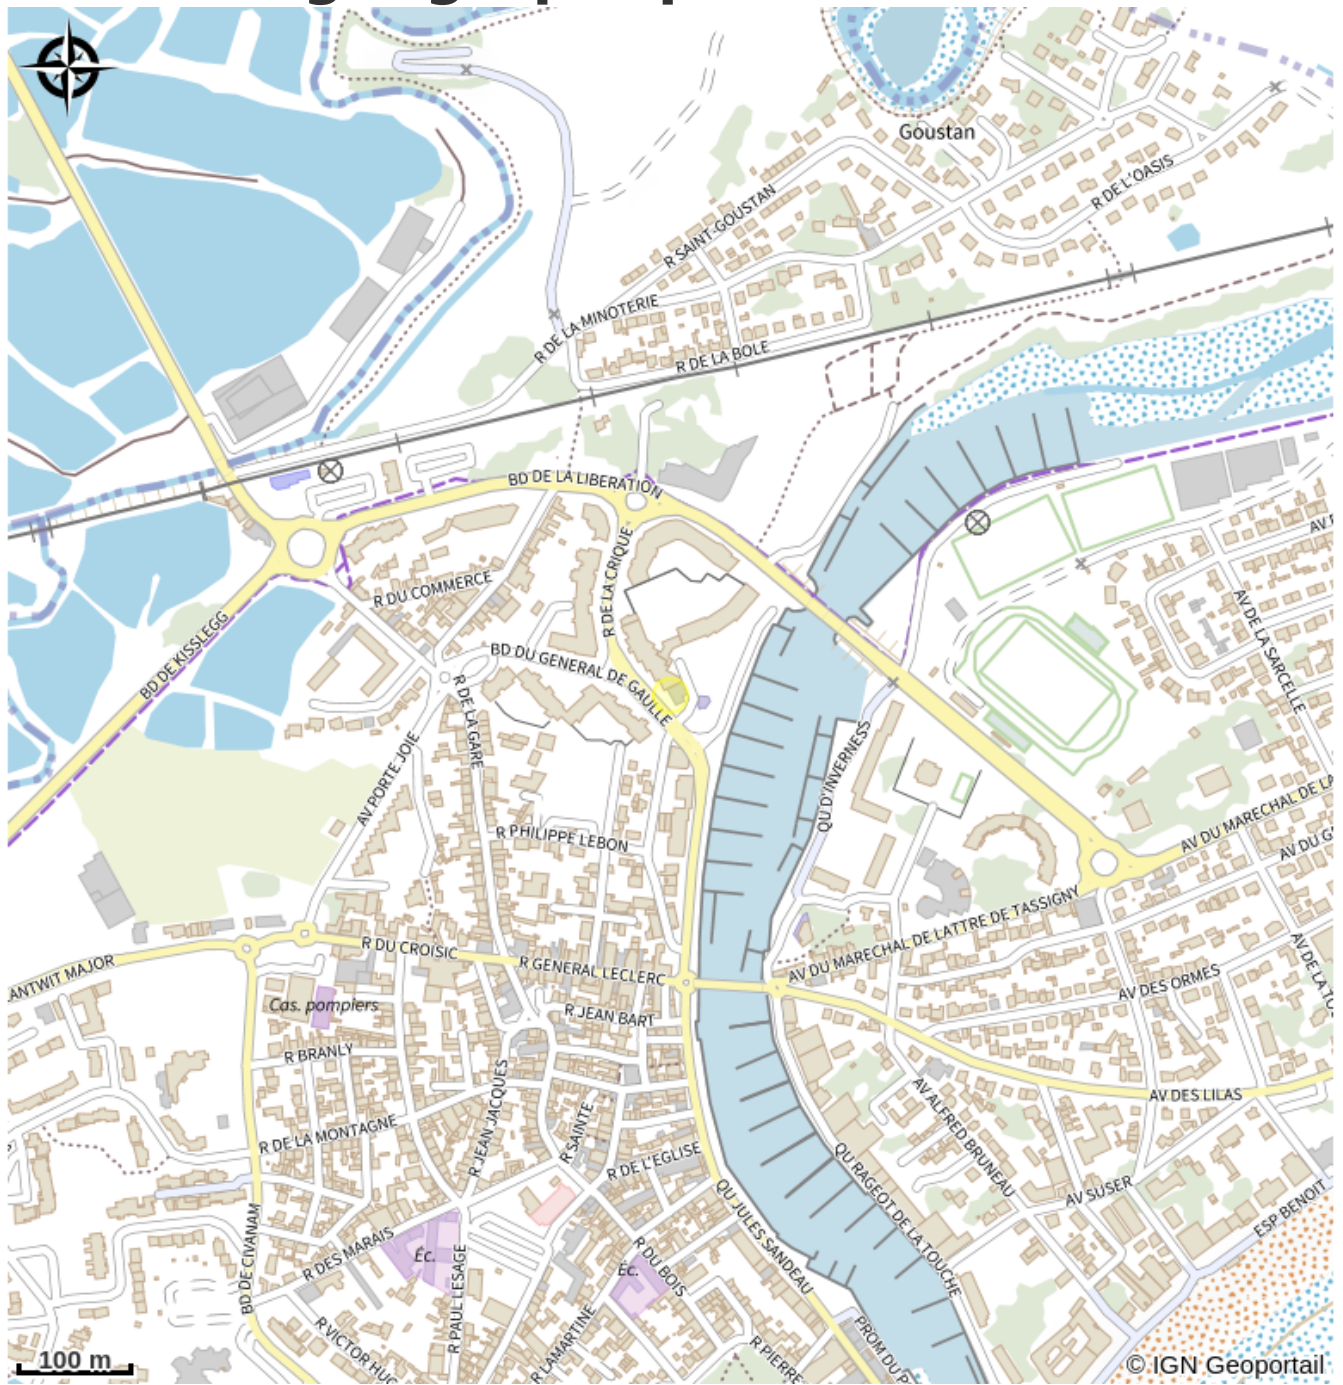 Goustan
R DE L'OASIS
R SAINT-GOUSTAN
R DE LA MINOTERIE
R DE LA BOLE
BD DE LA LIBERATION
R DE LA CRIQUE
R DU COMMERCE
BD DE KISSLEGG
BD DU GENERAL DE GAULLE
R DE LA GARE
AV PORTE JOIE
AV DE LA SARCELLE
QU D'INVERNESS
R PHILIPPE LEBON
AV DU MARECHAL DE LA
AV DU G
AV DU MARECHAL DE LATTRE DE TASSIGNY
R DU CROISIC
R GENERAL LECLERC
ANTWIT MAJOR
AV DES ORMES
Cas. pompiers
R JEAN BART
R BRANLY
R JEAN JACQUES
AV DES LILAS
AV ALFRED BRUNEAU
R DE LA MONTAGNE
R SAINTE
R DE L'EGLISE
QU RAGEOT DE LA TOUCHE
AV SUSER
ESP BENOIT
QU JULES SANDEAU
BD DE CIVANAM
R DES MARAIS
Éc.
R PAUL LESAGE
R DU BOIS
Éc.
R VICTOR HUG
R LAMARTINE
R PIERRE
PROM DU P
100 m
© IGN Geoportail